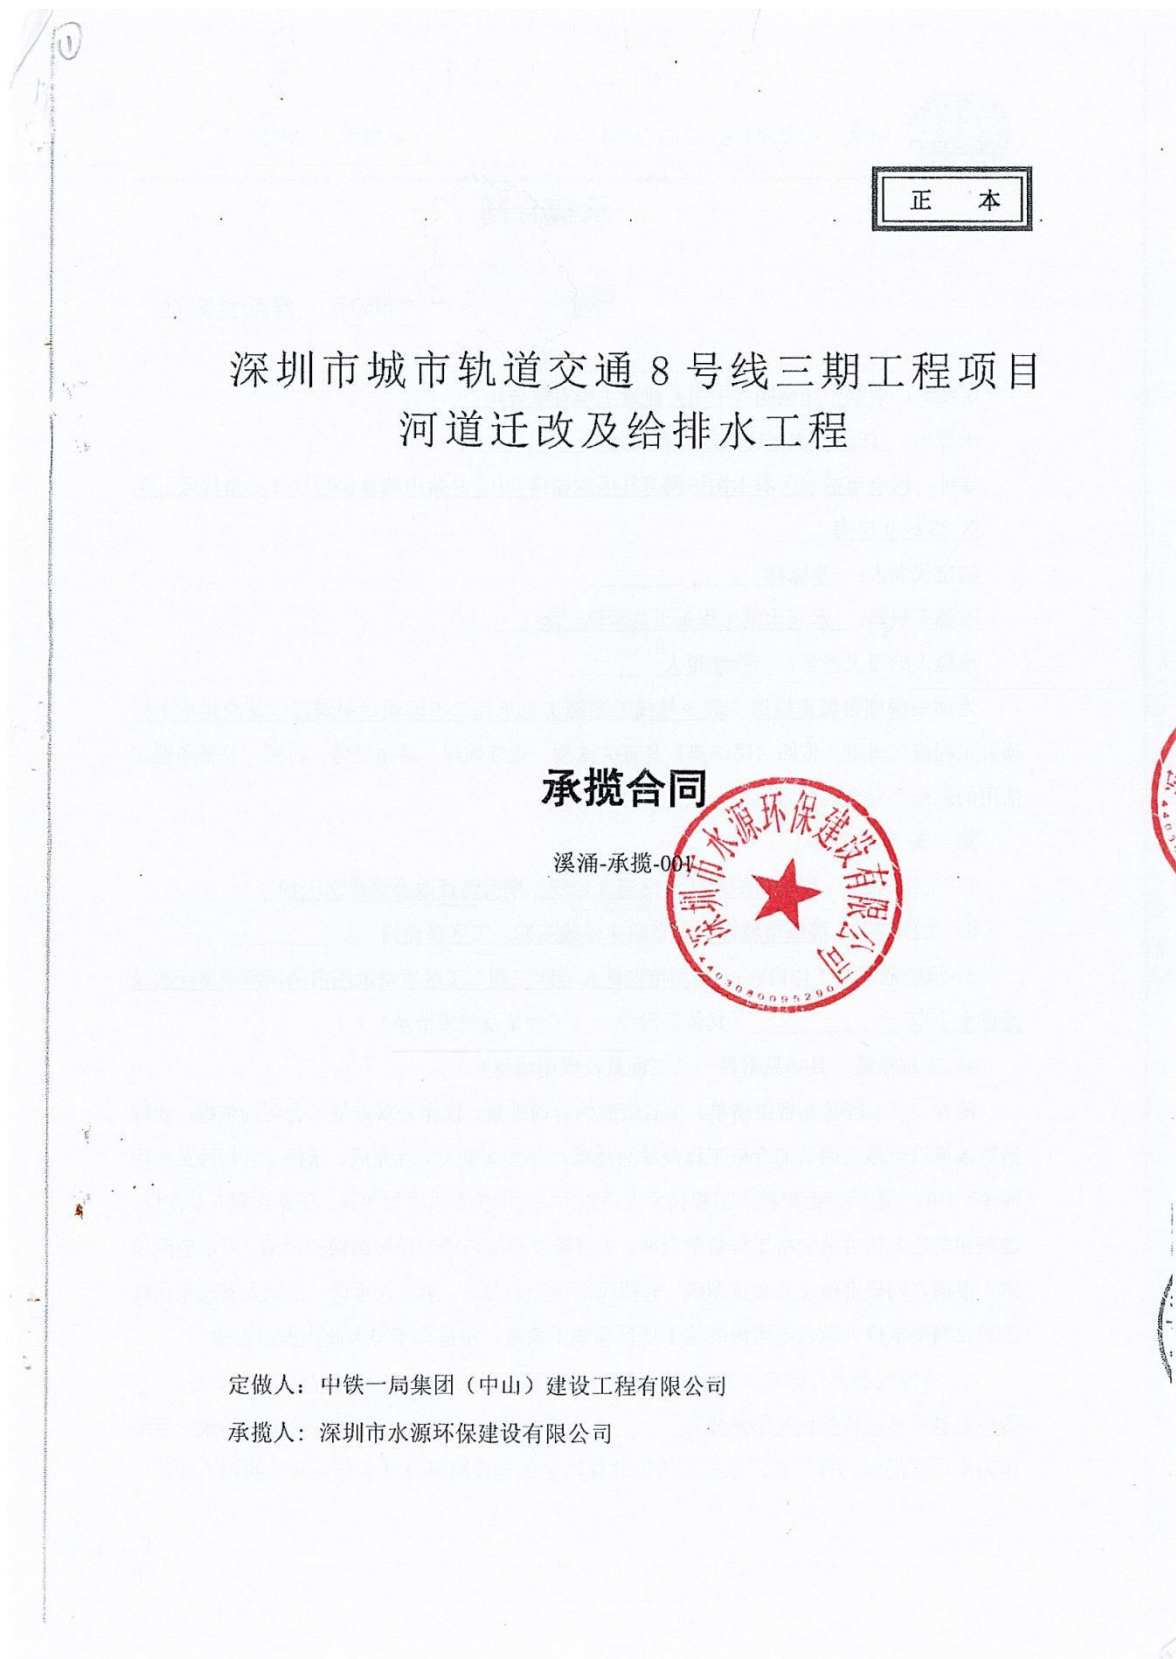 ①
正 本
深圳市城市轨道交通 8 号线三期工程项目
河道迁改及给排水工程
承揽合同
溪涌-承揽-001
深圳市水源环保建设有限公司
4403080095290
定做人：中铁一局集团（中山）建设工程有限公司
承揽人：深圳市水源环保建设有限公司